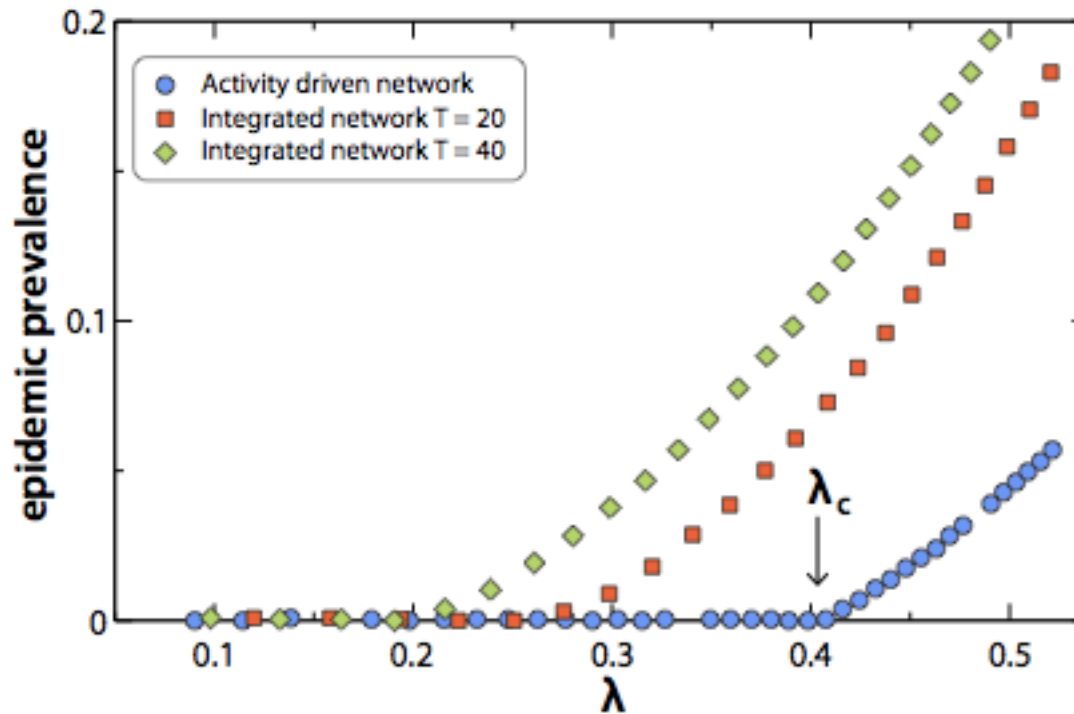 0.2
Activity driven network
Integrated network T = 20
Integrated network T = 40
epidemic prevalence
0.1
λc
0
0.1 0.2 0.3 0.4 0.5
λ